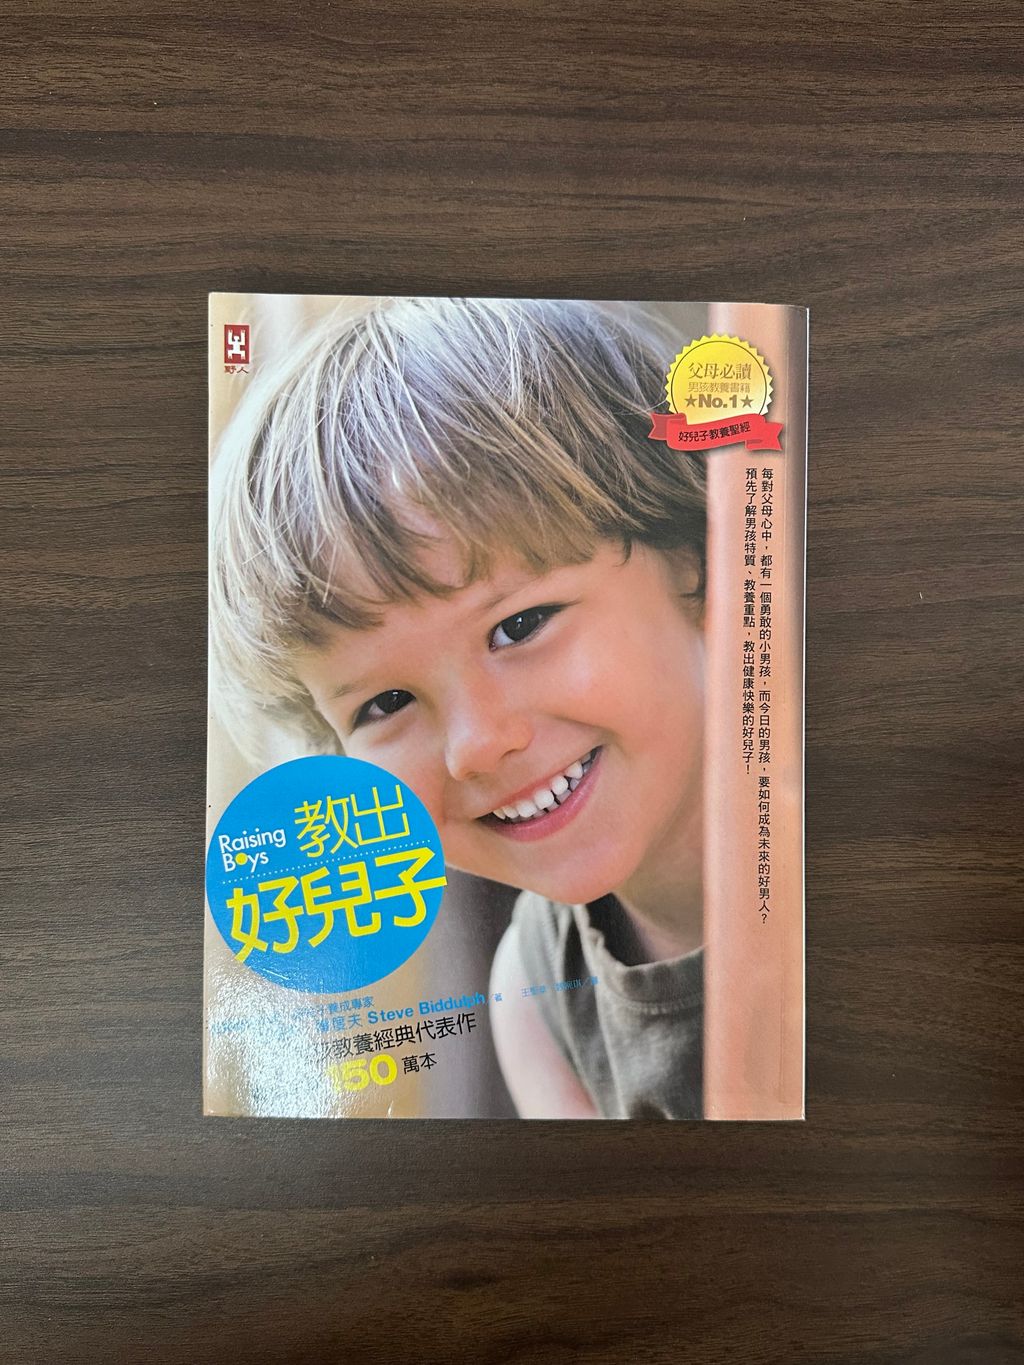 野人
父母必讀
男孩教養書籍
★No.1★
好兒子教養聖經
每對父母心中，都有一個勇敢的小男孩，而今日的男孩，要如何成為未來的好男人？
預先了解男孩特質、教養重點，教出健康快樂的好兒子！
Raising
Boys
教出
好兒子
養成專家
度夫 Steve Biddulph／著
教養經典代表作
150萬本